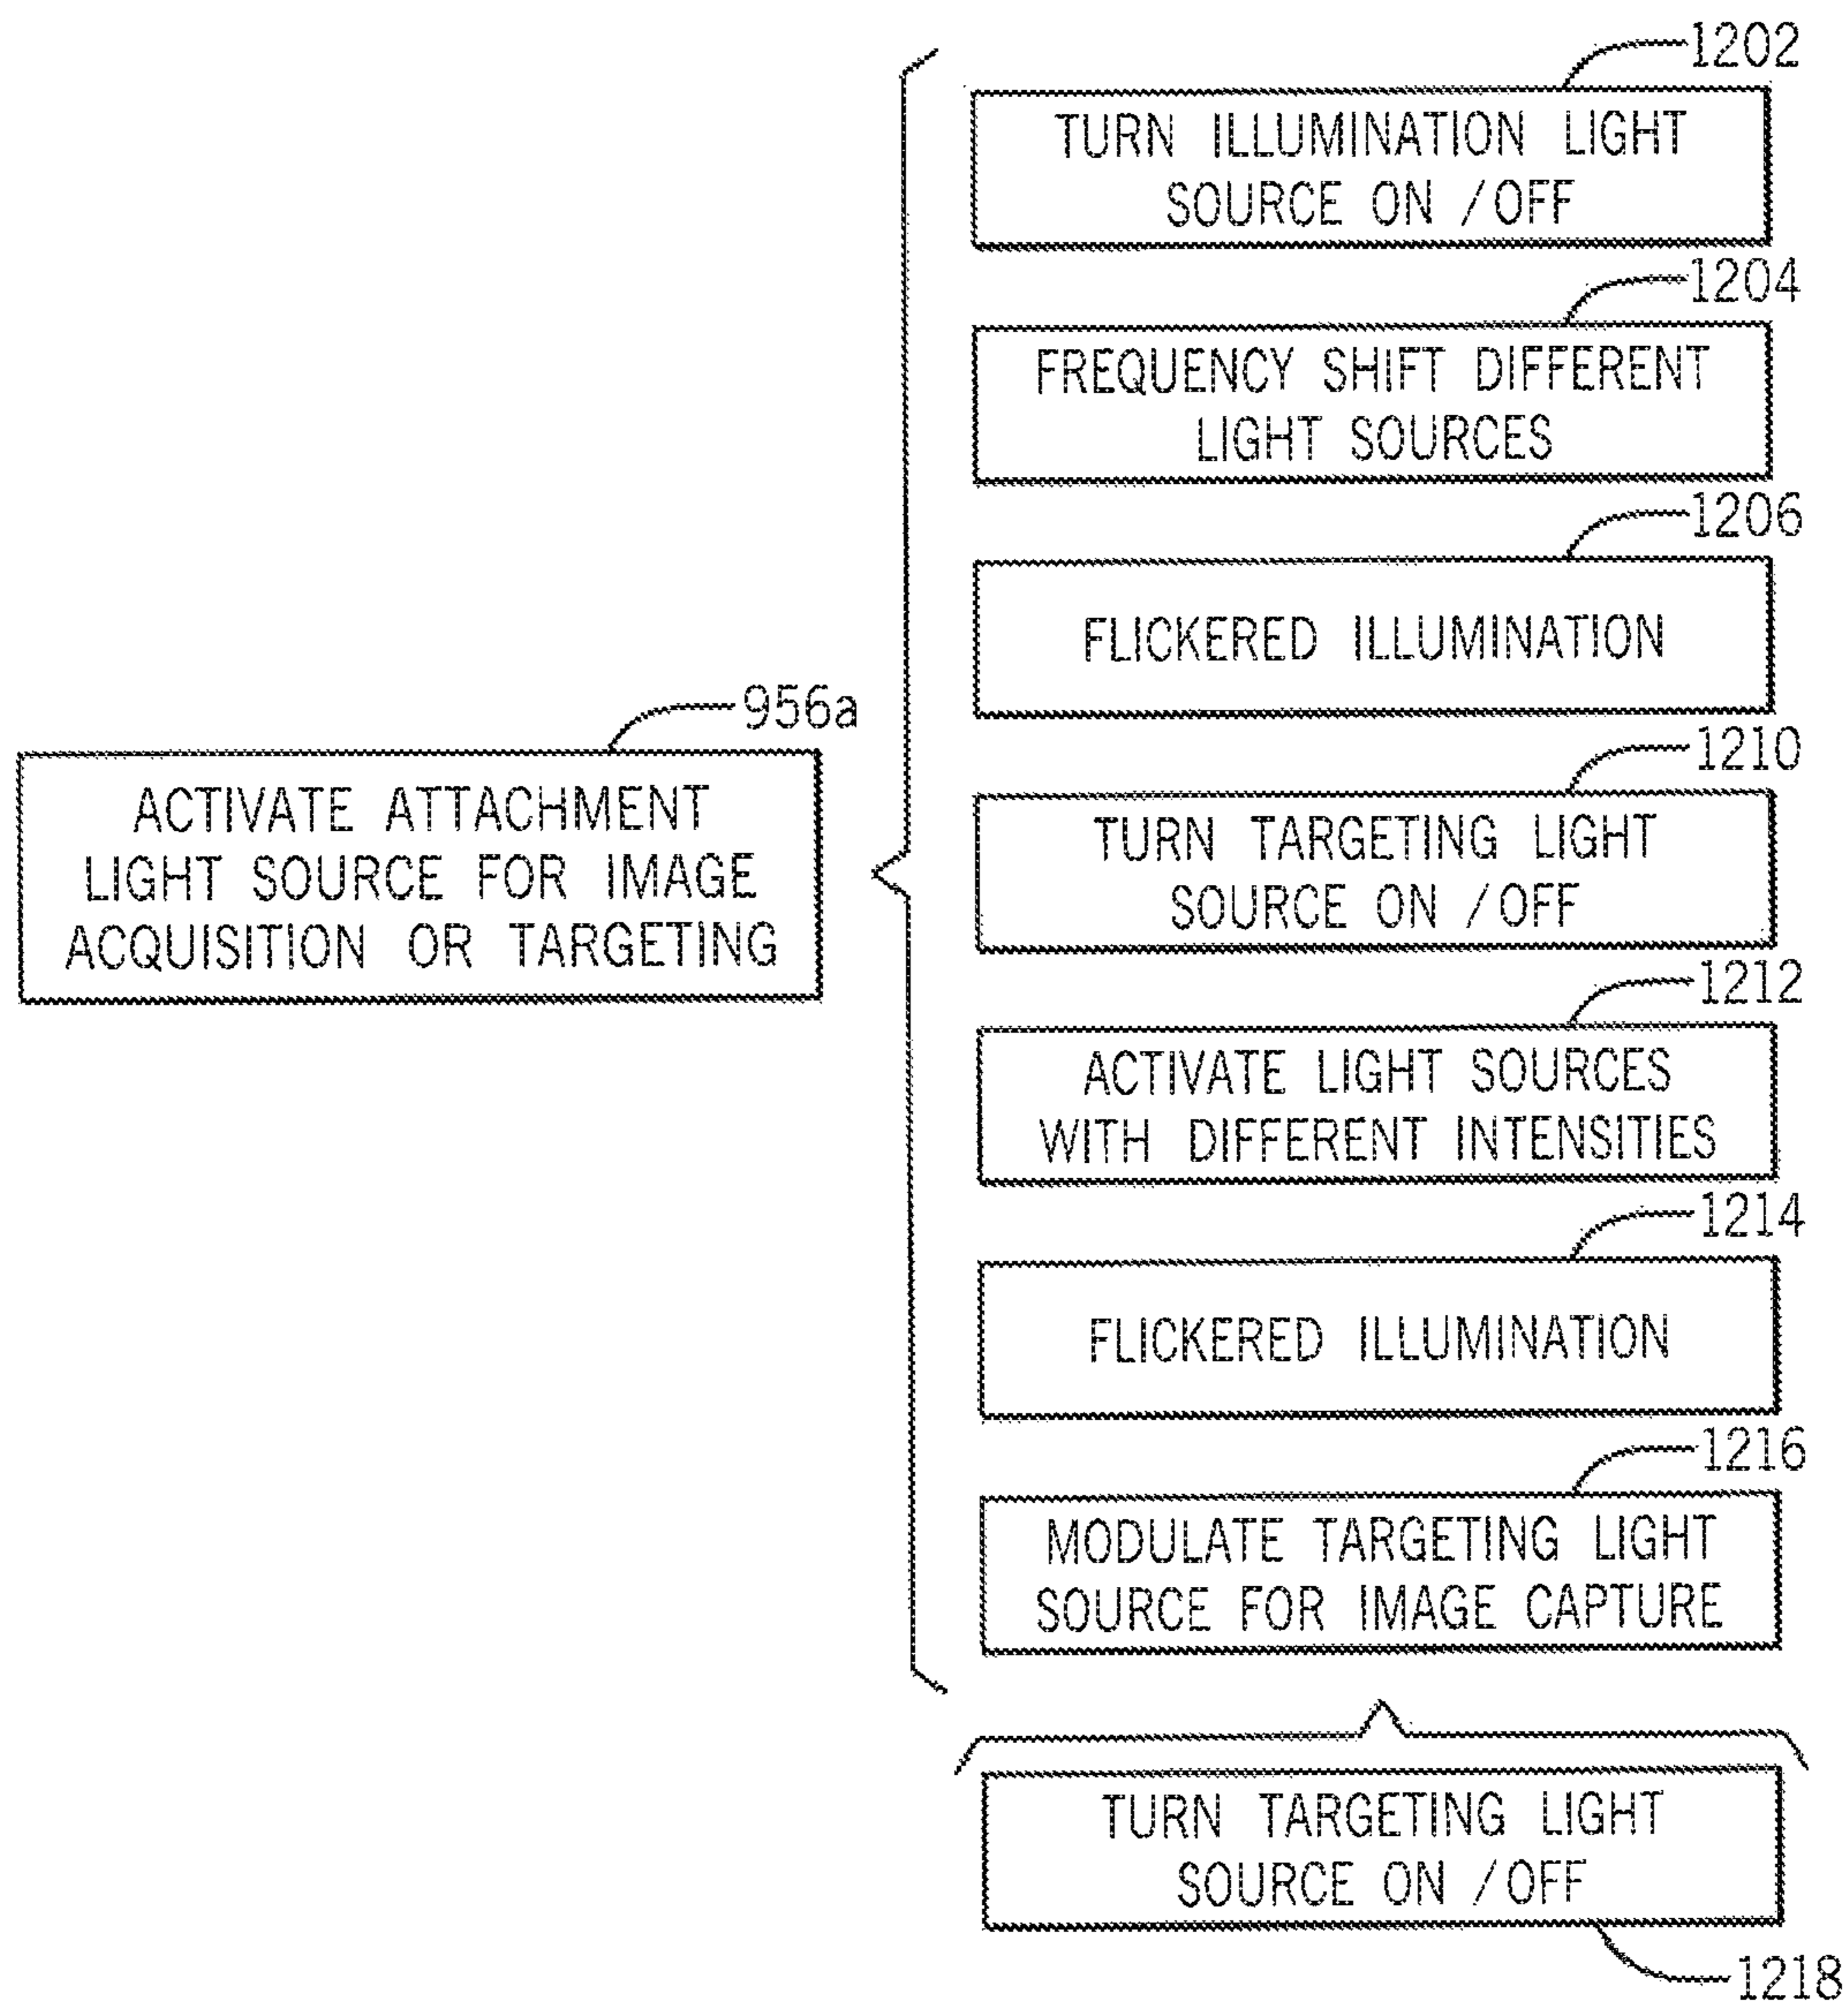 956a
ACTIVATE ATTACHMENT
LIGHT SOURCE FOR IMAGE
ACQUISITION OR TARGETING
1202
TURN ILLUMINATION LIGHT
SOURCE ON /OFF
1204
FREQUENCY SHIFT DIFFERENT
LIGHT SOURCES
1206
FLICKERED ILLUMINATION
1210
TURN TARGETING LIGHT
SOURCE ON /OFF
1212
ACTIVATE LIGHT SOURCES
WITH DIFFERENT INTENSITIES
1214
FLICKERED ILLUMINATION
1216
MODULATE TARGETING LIGHT
SOURCE FOR IMAGE CAPTURE
TURN TARGETING LIGHT
SOURCE ON /OFF
1218